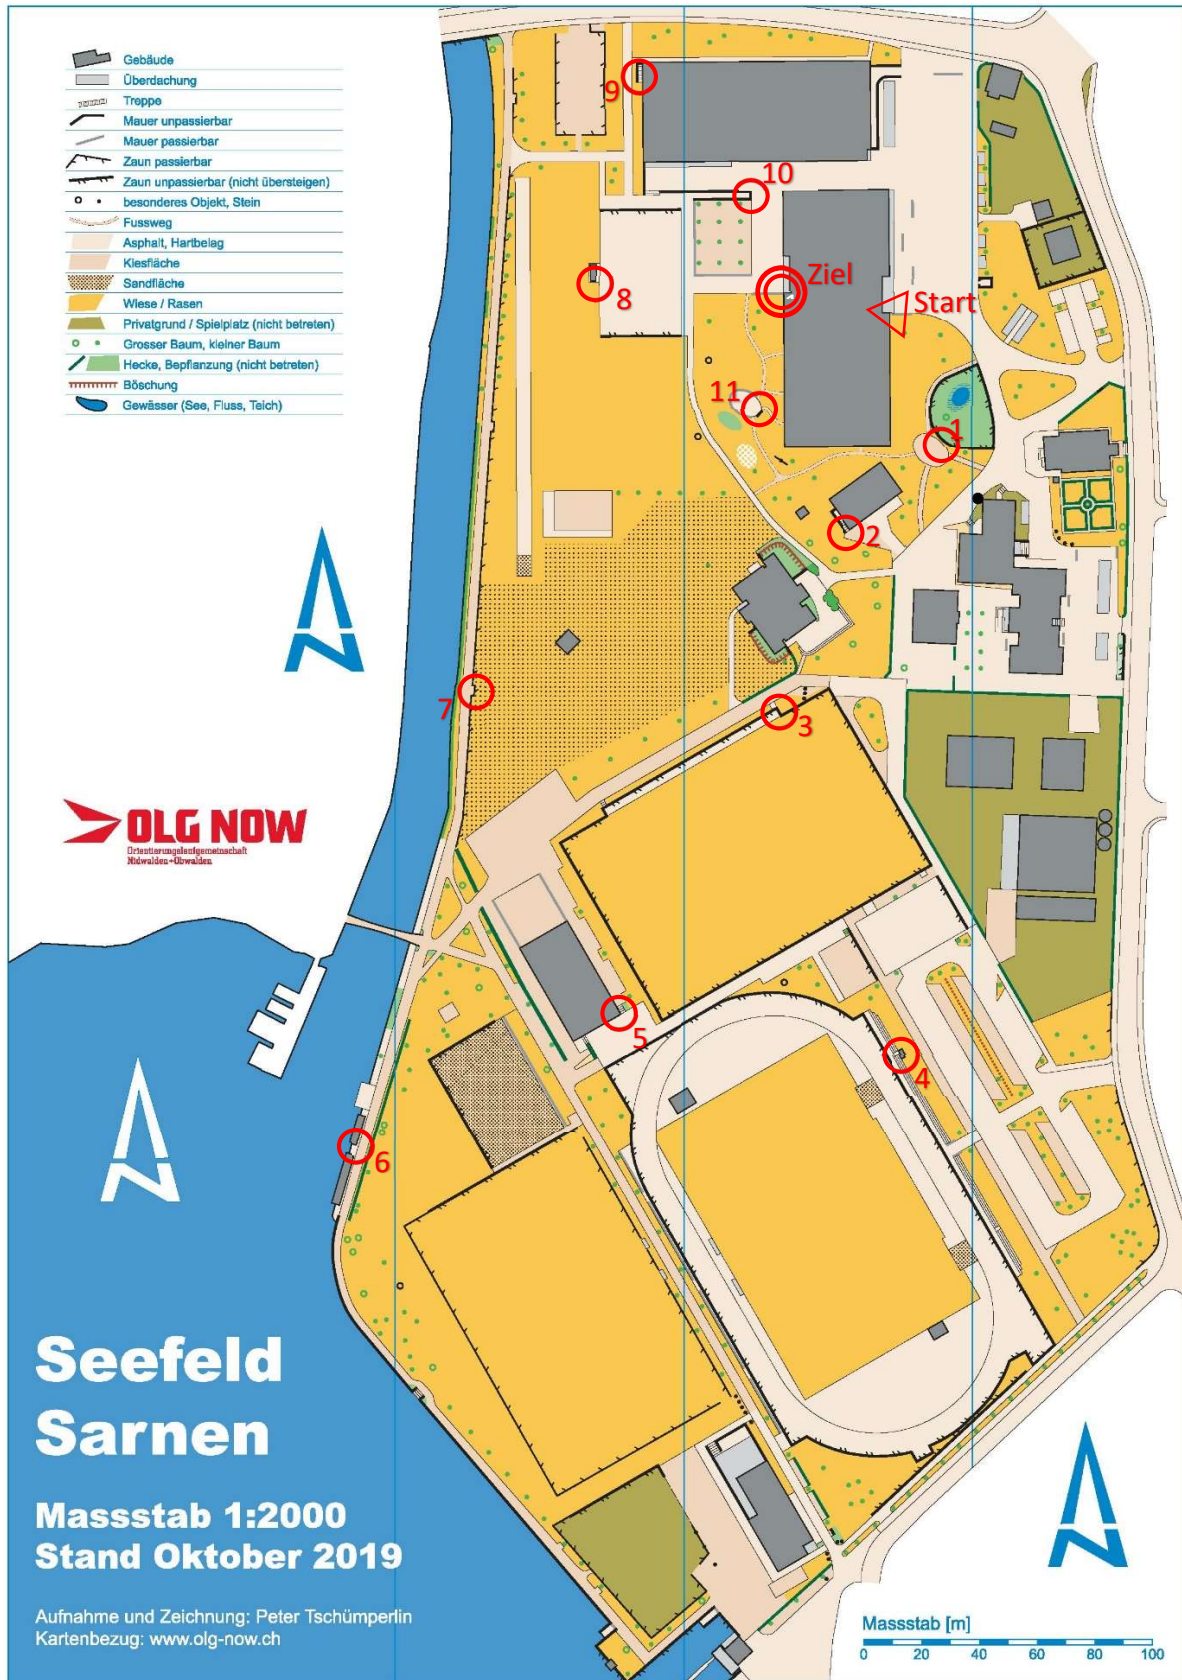 Gebäude
Überdachung
Treppe
Mauer unpassierbar
Mauer passierbar
Zaun passierbar
Zaun unpassierbar (nicht übersteigen)
besonderes Objekt, Stein
Fussweg
Asphalt, Hartbelag
Kiesfläche
Sandfläche
Wiese / Rasen
Privatgrund / Spielplatz (nicht betreten)
Grosser Baum, kleiner Baum
Hecke, Bepflanzung (nicht betreten)
Böschung
Gewässer (See, Fluss, Teich)
9
10
Ziel
8
Start
11
1
2
7
3
5
4
6
OLG NOW
Orientierungslaufgemeinschaft
Nidwalden+Obwalden
Seefeld
Sarnen
Massstab 1:2000
Stand Oktober 2019
Aufnahme und Zeichnung: Peter Tschümperlin
Kartenbezug: www.olg-now.ch
Massstab [m]
0 20 40 60 80 100